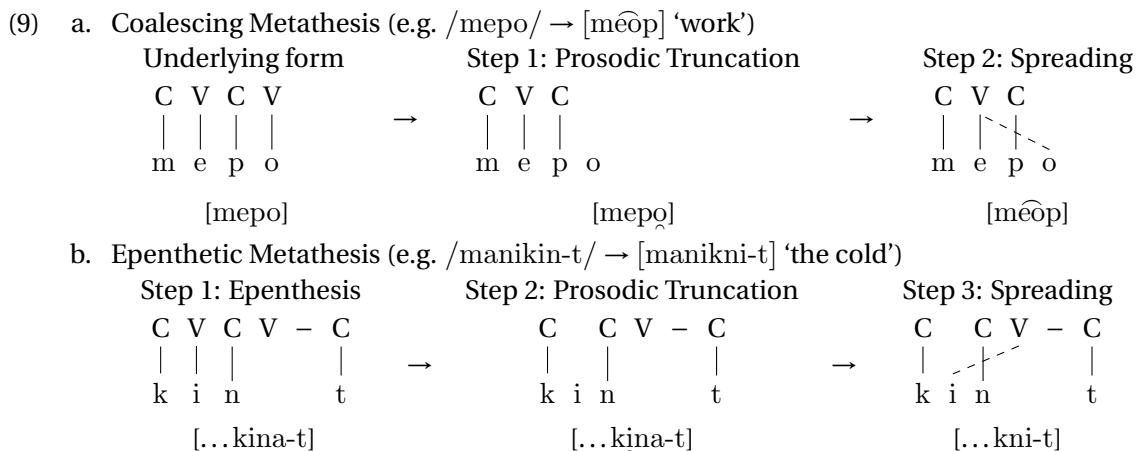 (9) a. Coalescing Metathesis (e.g. /mepo/ → [me͡op] ‘work’)
Underlying form Step 1: Prosodic Truncation Step 2: Spreading
C V C V C V C C V C
→ →
m e p o m e p o m e p o
[mepo] [mepo̯] [me͡op]
b. Epenthetic Metathesis (e.g. /manikin-t/ → [manikni-t] ‘the cold’)
Step 1: Epenthesis Step 2: Prosodic Truncation Step 3: Spreading
C V C V – C C C V – C C C V – C
→ →
k i n t k i n t k i n t
[…kina-t] […ki̯na-t] […kni-t]